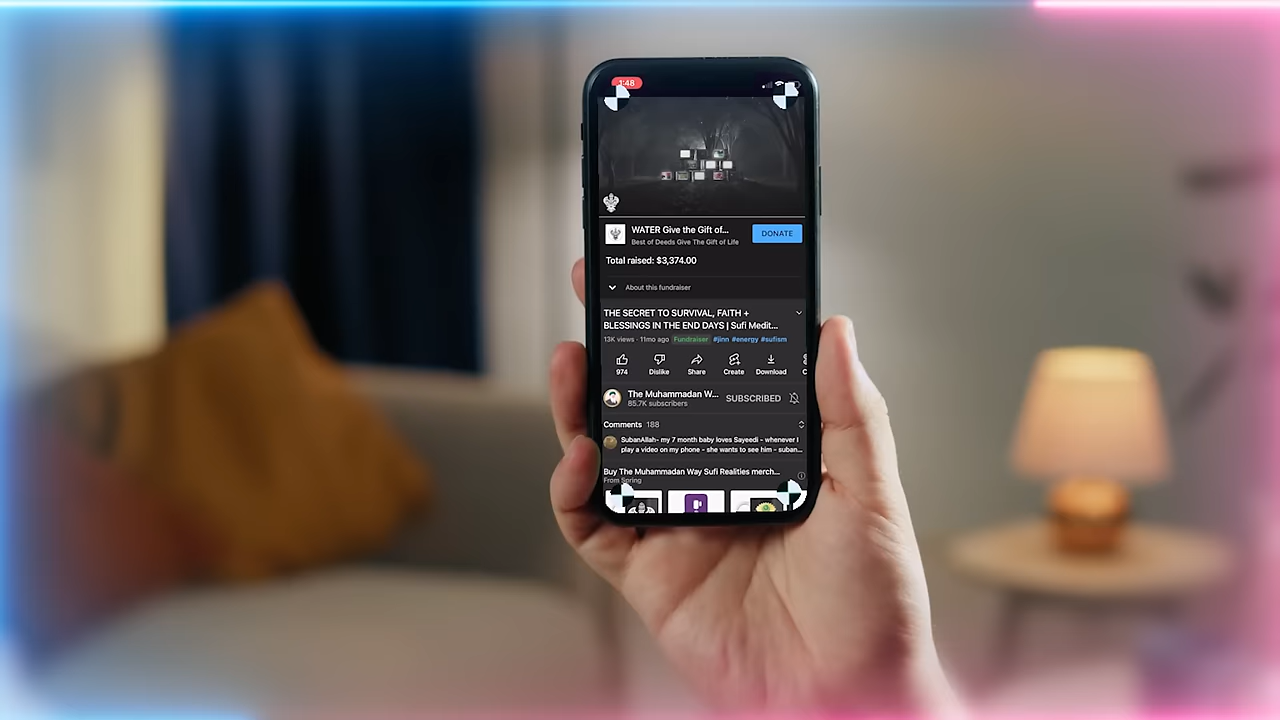 1:48
WATER Give the Gift of...
Best of Deeds Give The Gift of Life
DONATE
Total raised: $3,374.00
About this fundraiser
THE SECRET TO SURVIVAL, FAITH +
BLESSINGS IN THE END DAYS | Sufi Medit...
13K views · 11mo ago Fundraiser #jinn #energy #sufism
974 Dislike Share Create Download C
The Muhammadan W...
85.7K subscribers
SUBSCRIBED
Comments 188
SubanAllah- my 7 month baby loves Sayeedi - whenever I
play a video on my phone - she wants to see him - suban...
Buy The Muhammadan Way Sufi Realities merch...
From Spring